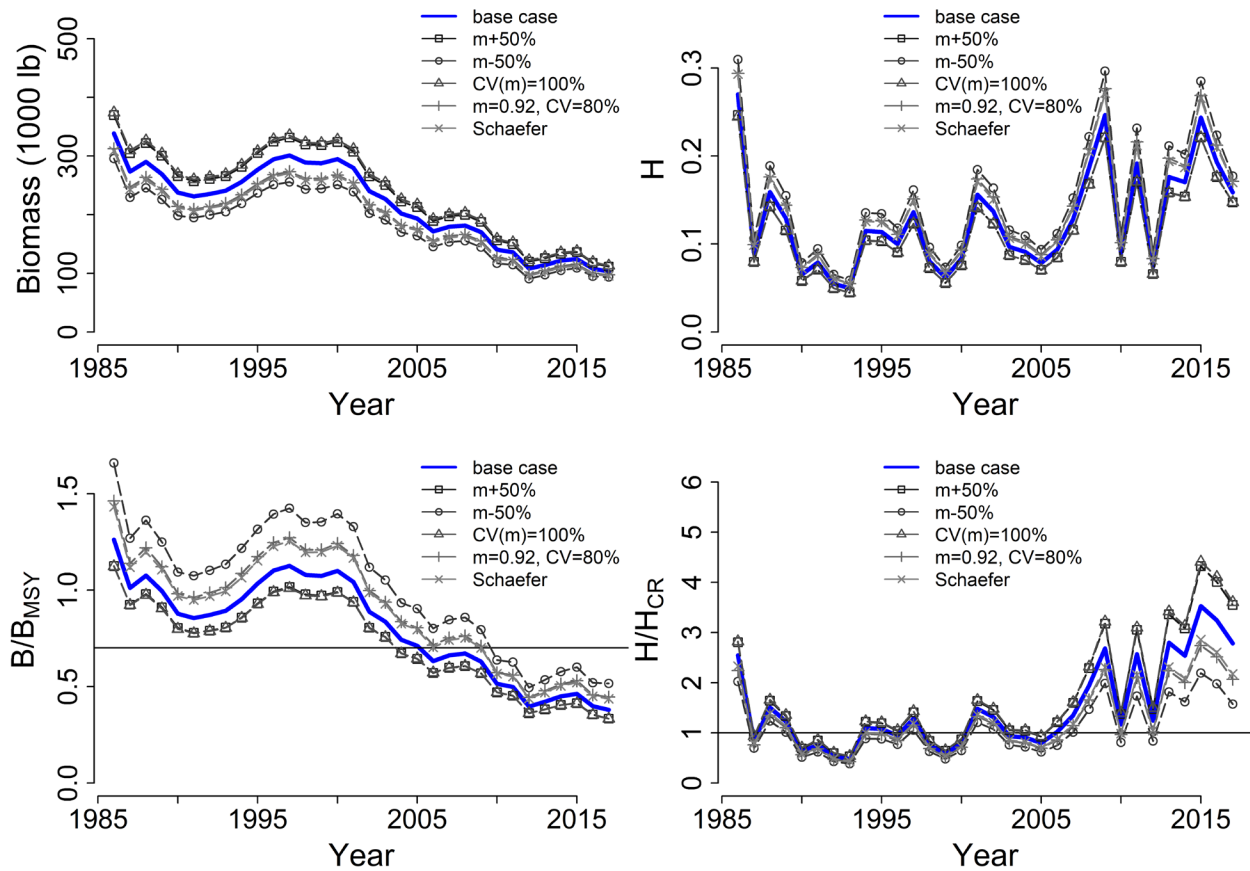 base case
m+50%
m-50%
CV(m)=100%
m=0.92, CV=80%
Schaefer
Biomass (1000 lb)
500
300
100
0
1985 1995 2005 2015
Year
base case
m+50%
m-50%
CV(m)=100%
m=0.92, CV=80%
Schaefer
H
0.3
0.2
0.1
0.0
1985 1995 2005 2015
Year
base case
m+50%
m-50%
CV(m)=100%
m=0.92, CV=80%
Schaefer
B/BMSY
1.5
1.0
0.5
0.0
1985 1995 2005 2015
Year
base case
m+50%
m-50%
CV(m)=100%
m=0.92, CV=80%
Schaefer
H/HCR
6
5
4
3
2
1
0
1985 1995 2005 2015
Year